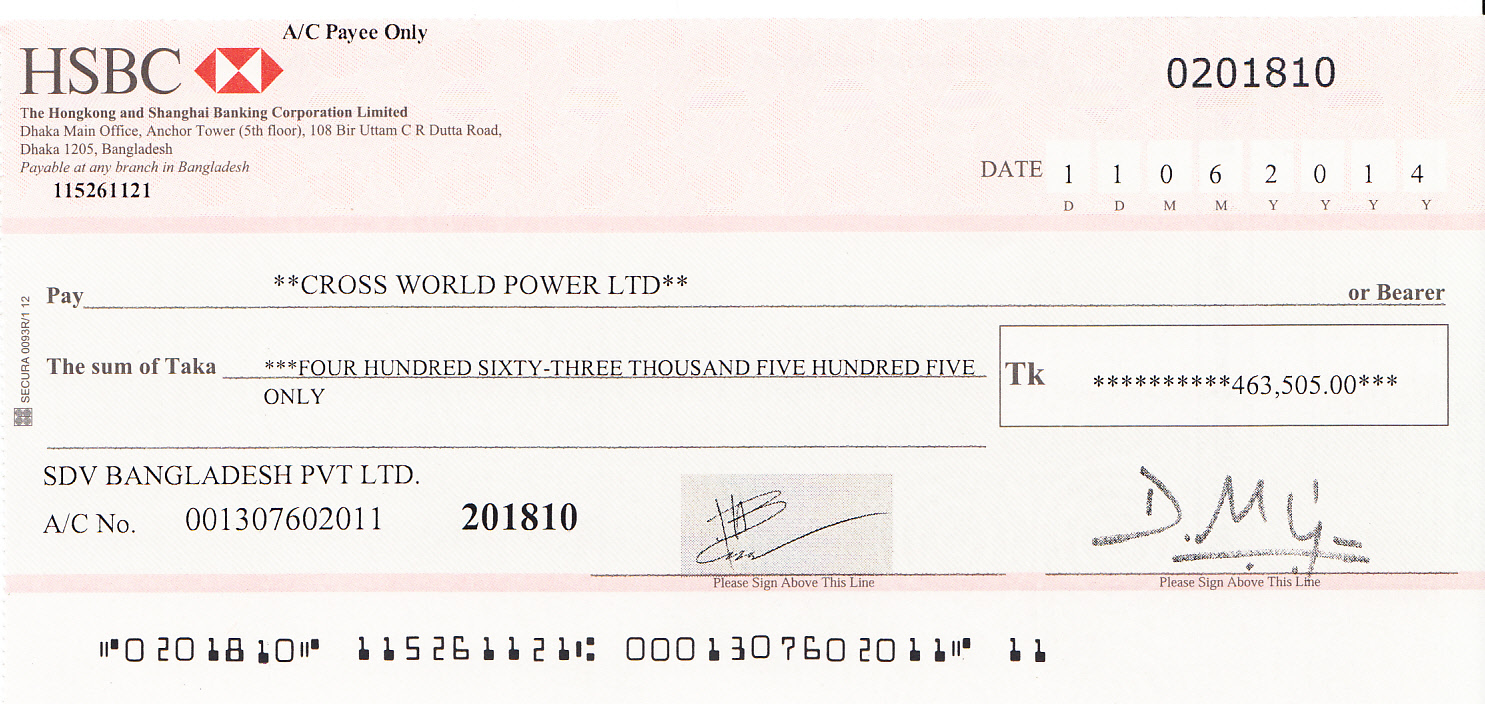 A/C Payee Only
HSBC
0201810
The Hongkong and Shanghai Banking Corporation Limited
Dhaka Main Office, Anchor Tower (5th floor), 108 Bir Uttam C R Dutta Road,
Dhaka 1205, Bangladesh
Payable at any branch in Bangladesh
115261121
DATE 1 1 0 6 2 0 1 4
D D M M Y Y Y Y
Pay **CROSS WORLD POWER LTD** or Bearer
The sum of Taka ***FOUR HUNDRED SIXTY-THREE THOUSAND FIVE HUNDRED FIVE
ONLY
Tk **********463,505.00***
SECURA 0093R/1 12
SDV BANGLADESH PVT LTD.
A/C No. 001307602011 201810
Please Sign Above This Line
Please Sign Above This Line
⑈0201810⑈ 115261121⑆ 0001307602011⑈ 11